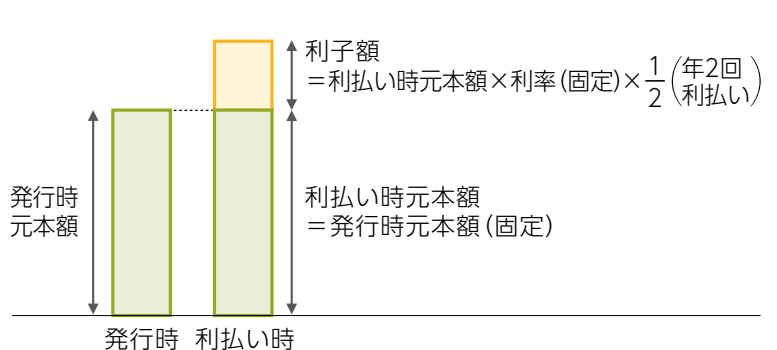 利子額
＝利払い時元本額×利率(固定)×1/2(年2回利払い)
発行時
元本額
利払い時元本額
＝発行時元本額(固定)
発行時 利払い時